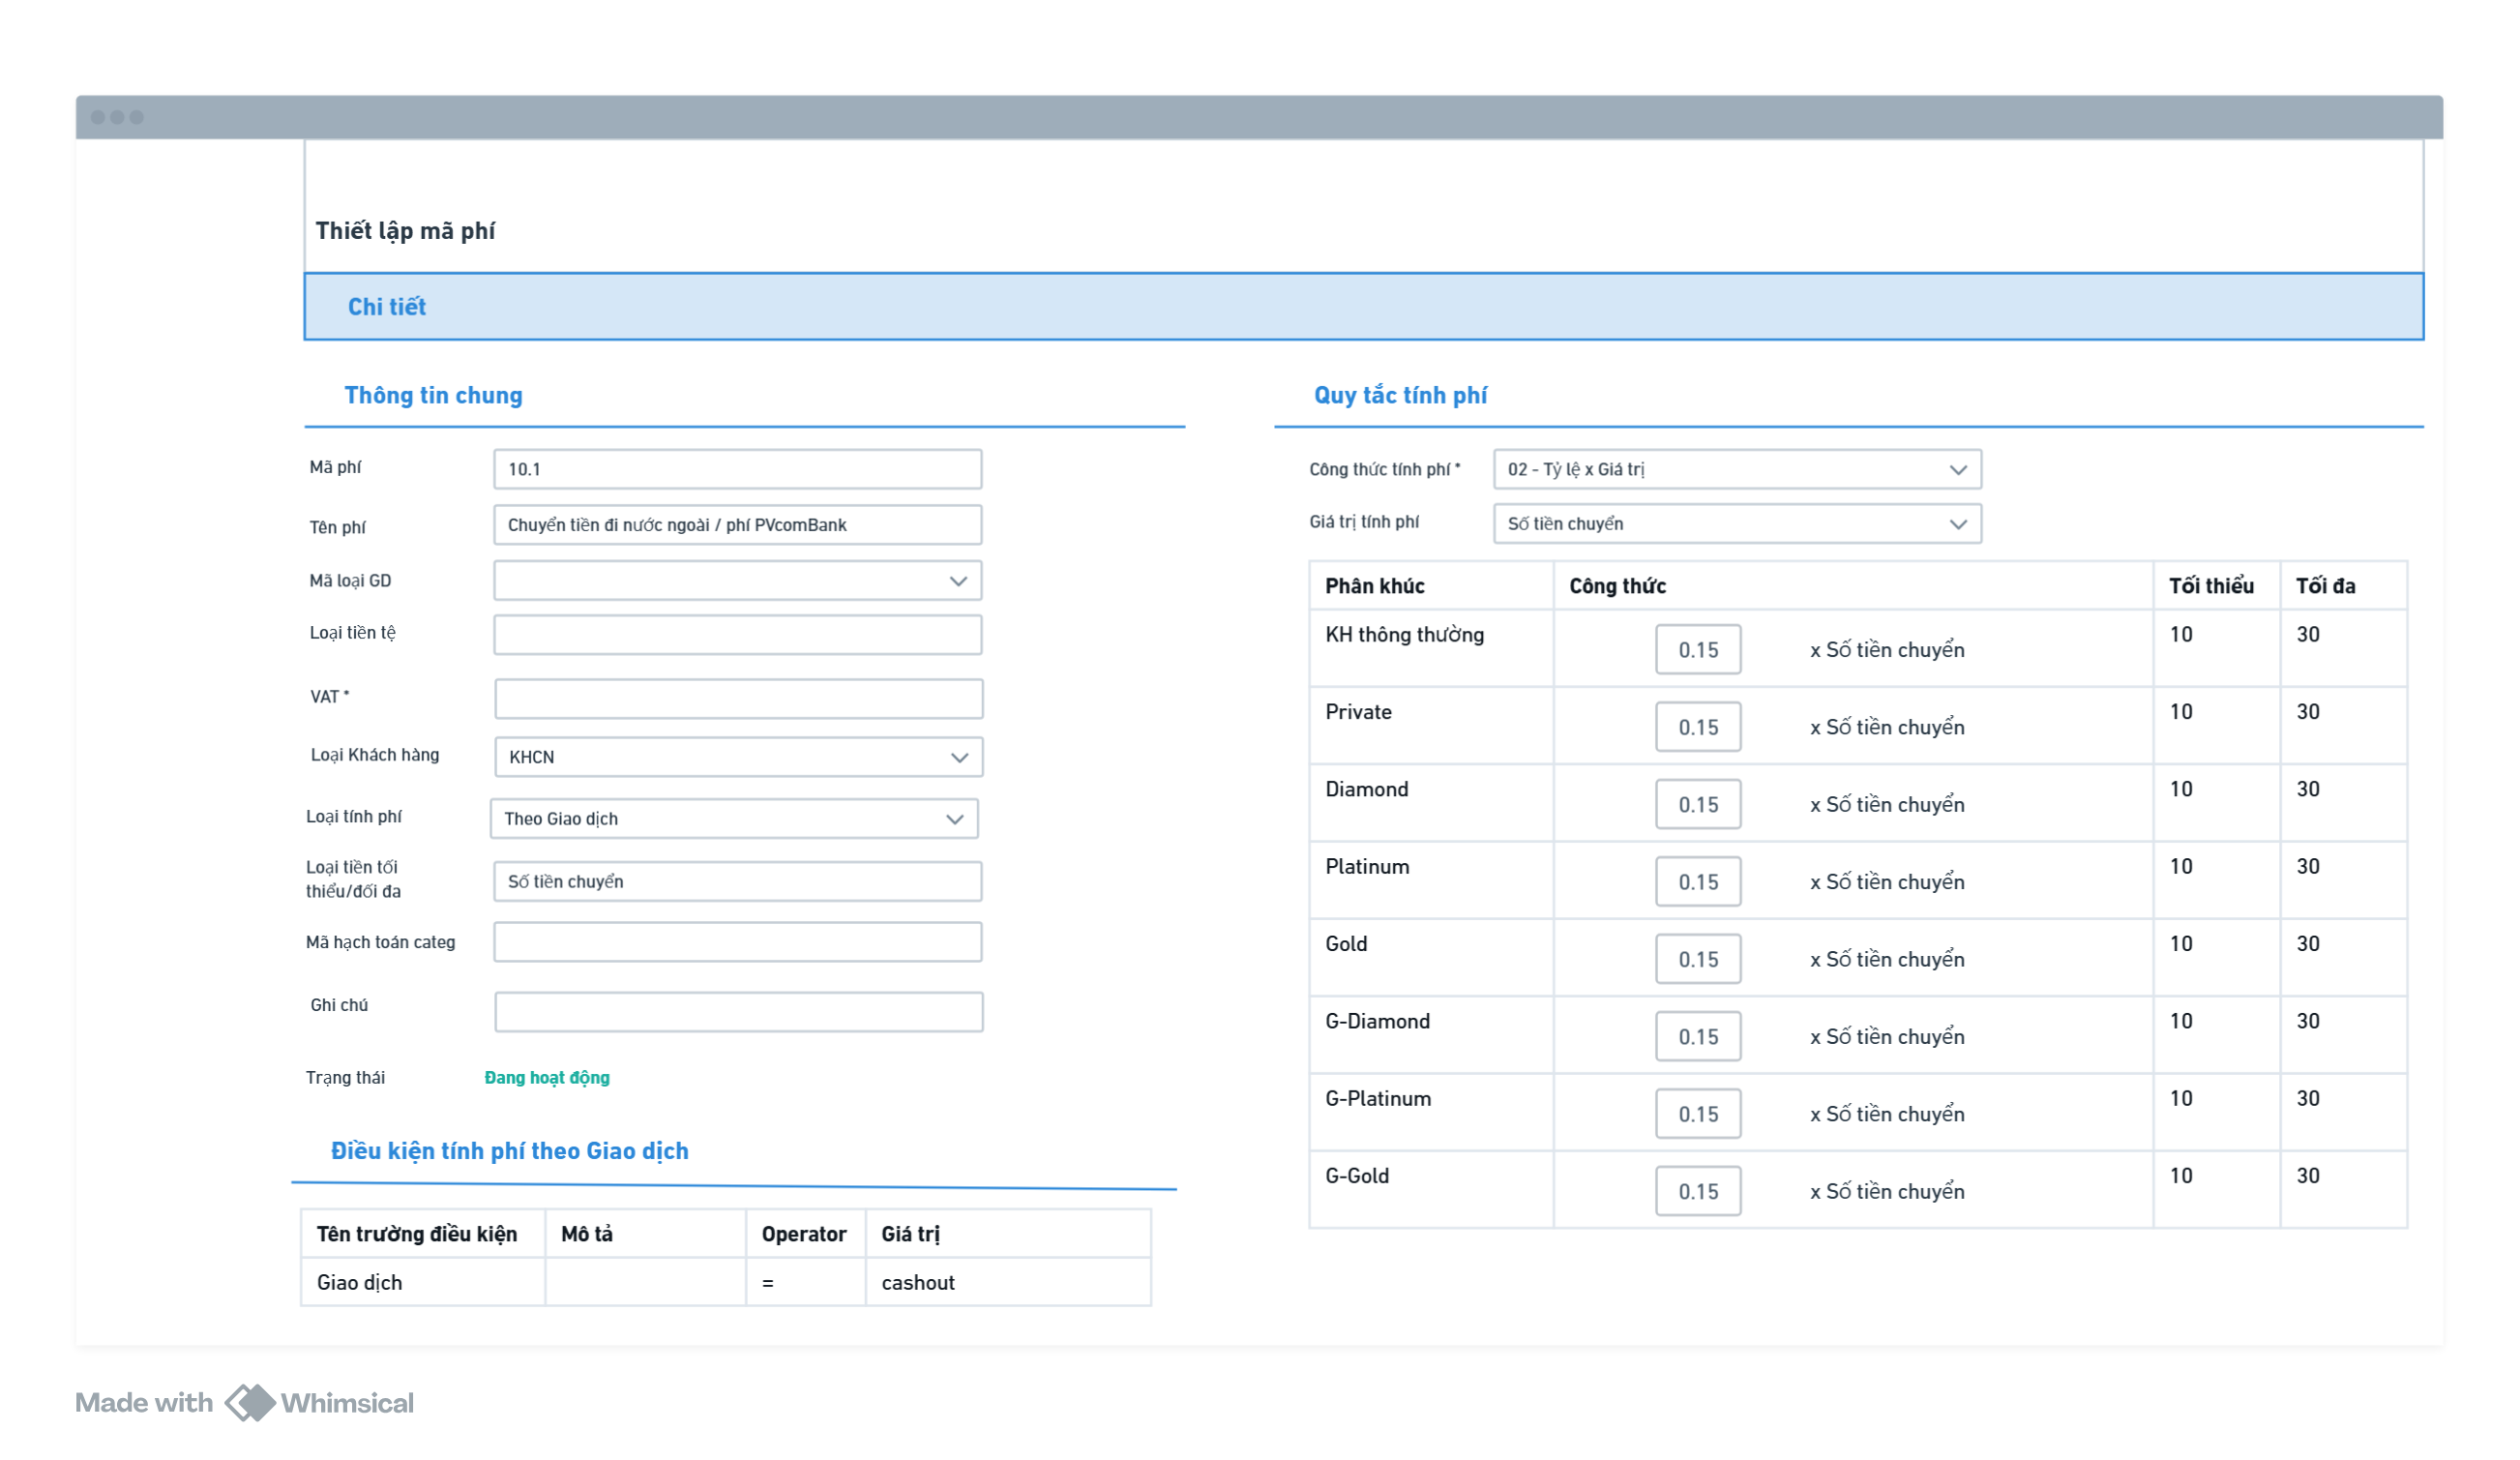 Thiết lập mã phí
Chi tiết
Thông tin chung
Mã phí
10.1
Tên phí
Chuyển tiền đi nước ngoài / phí PVcomBank
Mã loại GD
Loại tiền tệ
VAT *
Loại Khách hàng
KHCN
Loại tính phí
Theo Giao dịch
Loại tiền tối
thiểu/đối đa
Số tiền chuyển
Mã hạch toán categ
Ghi chú
Trạng thái
Đang hoạt động
Điều kiện tính phí theo Giao dịch
Tên trường điều kiện Mô tả Operator Giá trị
Giao dịch = cashout
Quy tắc tính phí
Công thức tính phí *
02 - Tỷ lệ x Giá trị
Giá trị tính phí
Số tiền chuyển
Phân khúc Công thức Tối thiểu Tối đa
KH thông thường 0.15 x Số tiền chuyển 10 30
Private 0.15 x Số tiền chuyển 10 30
Diamond 0.15 x Số tiền chuyển 10 30
Platinum 0.15 x Số tiền chuyển 10 30
Gold 0.15 x Số tiền chuyển 10 30
G-Diamond 0.15 x Số tiền chuyển 10 30
G-Platinum 0.15 x Số tiền chuyển 10 30
G-Gold 0.15 x Số tiền chuyển 10 30
Made with Whimsical